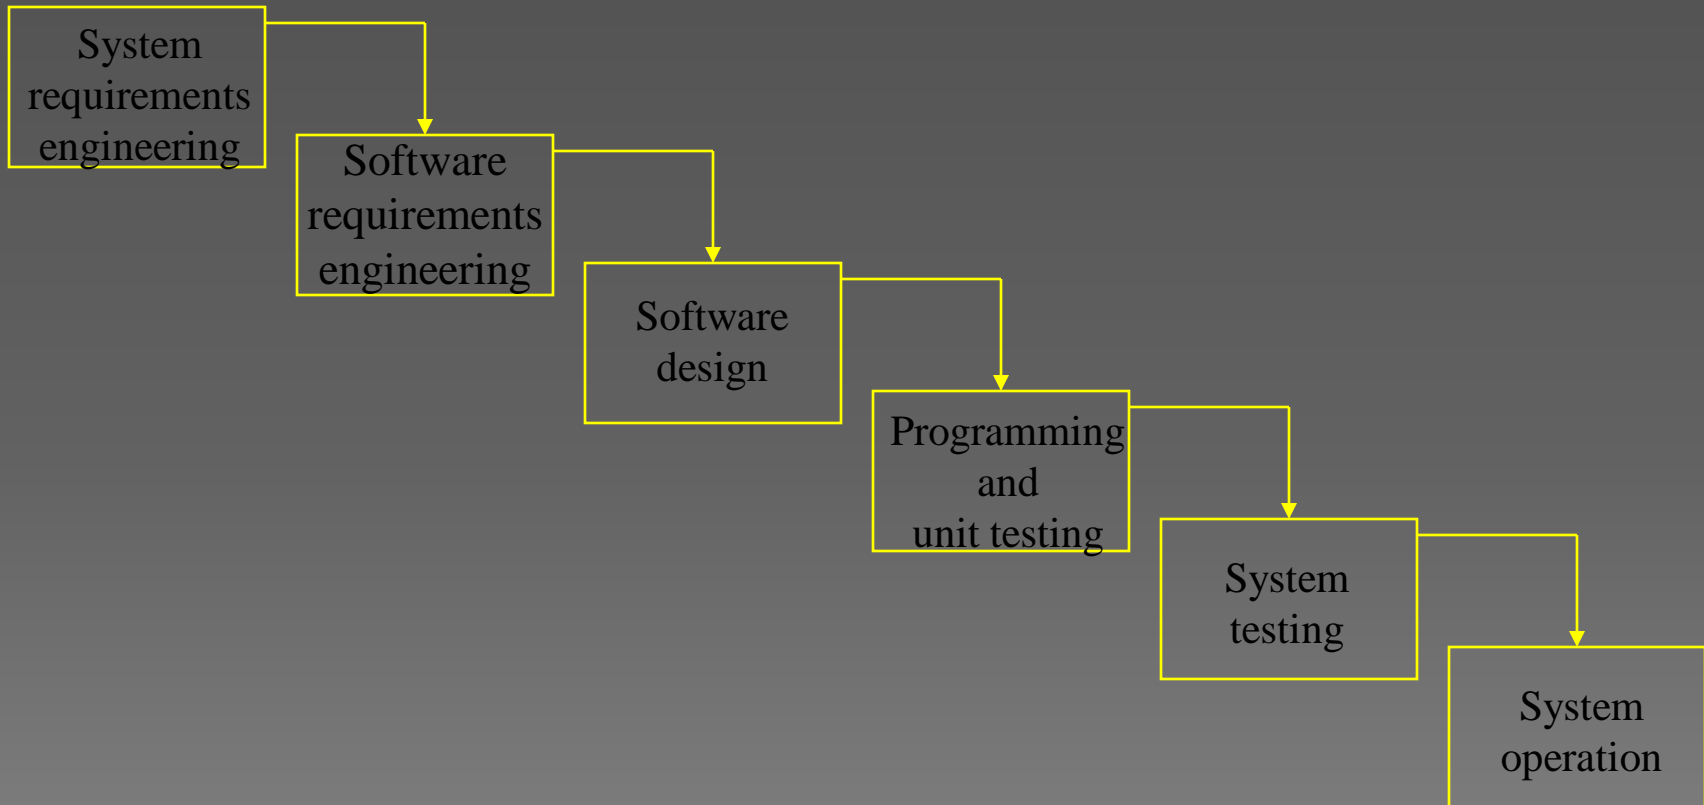 System
requirements
engineering
Software
requirements
engineering
Software
design
Programming
and
unit testing
System
testing
System
operation